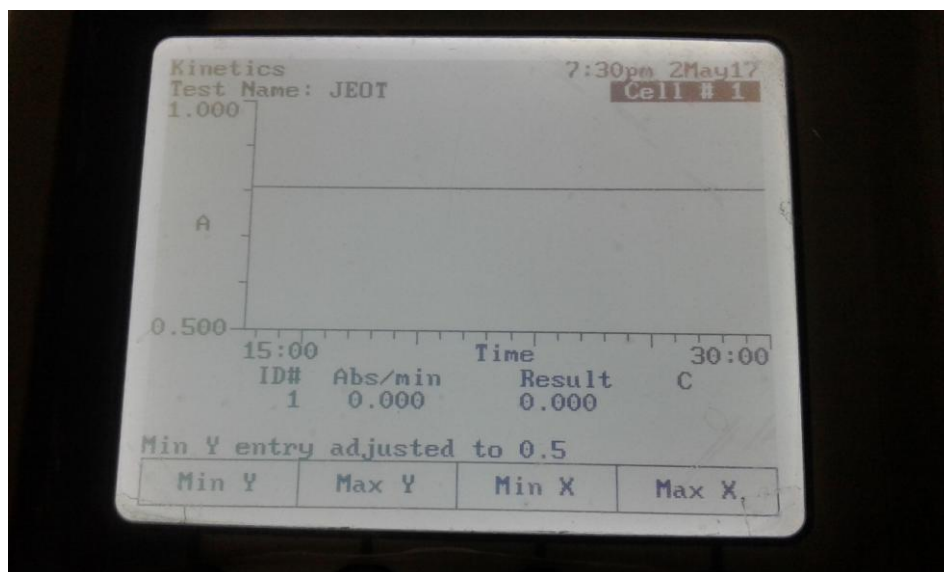 Kinetics 7:30pm 2May17
Test Name: JEOT Cell # 1
1.000
A
0.500
15:00 Time 30:00
ID# Abs/min Result C
1 0.000 0.000
Min Y entry adjusted to 0.5
Min Y Max Y Min X Max X